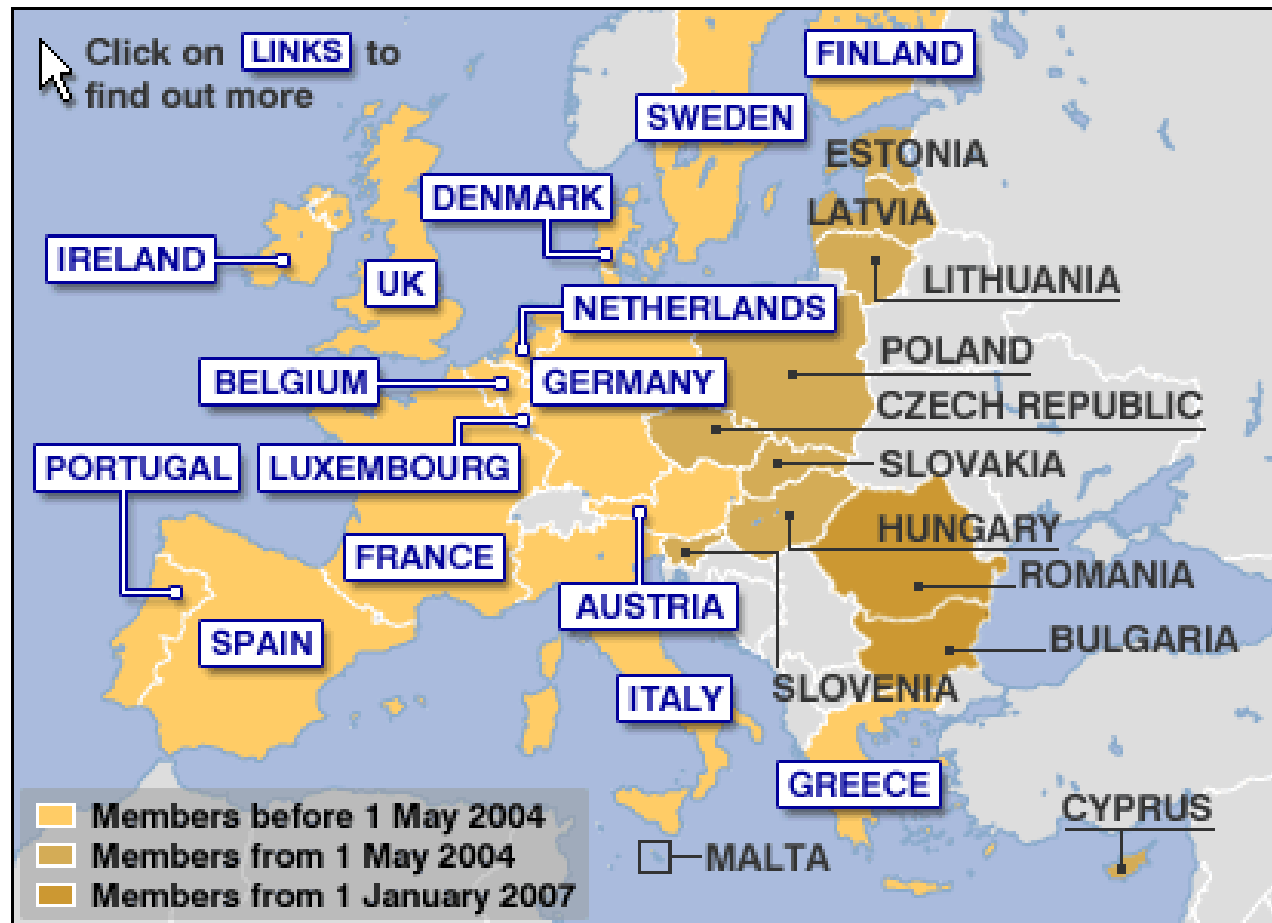 Click on LINKS to
find out more
FINLAND
SWEDEN
ESTONIA
DENMARK
LATVIA
IRELAND
UK
LITHUANIA
NETHERLANDS
POLAND
BELGIUM
GERMANY
CZECH REPUBLIC
PORTUGAL
LUXEMBOURG
SLOVAKIA
HUNGARY
FRANCE
ROMANIA
AUSTRIA
SPAIN
BULGARIA
SLOVENIA
ITALY
GREECE
CYPRUS
Members before 1 May 2004
Members from 1 May 2004
MALTA
Members from 1 January 2007